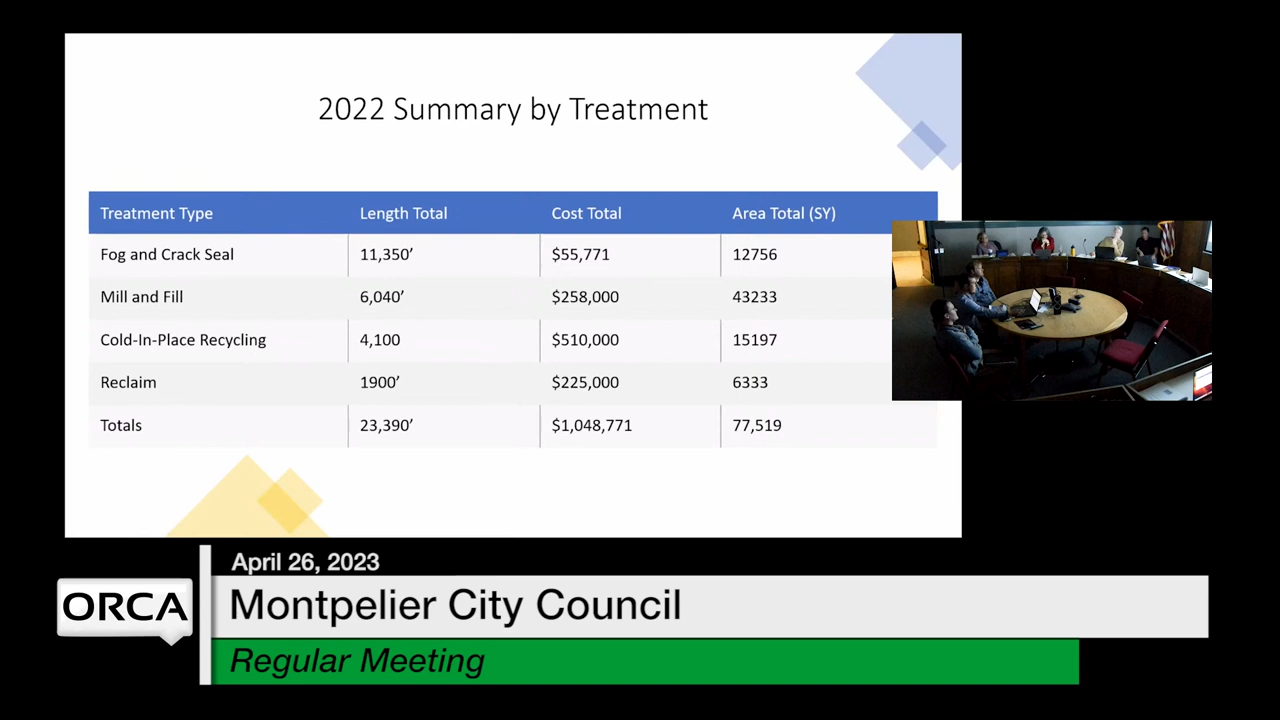 2022 Summary by Treatment
Treatment Type Length Total Cost Total Area Total (SY)
Fog and Crack Seal 11,350’ $55,771 12756
Mill and Fill 6,040’ $258,000 43233
Cold-In-Place Recycling 4,100 $510,000 15197
Reclaim 1900’ $225,000 6333
Totals 23,390’ $1,048,771 77,519
April 26, 2023
ORCA
Montpelier City Council
Regular Meeting